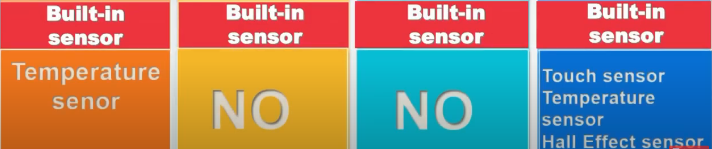 Built-in
sensor
Temperature
senor
Built-in
sensor
NO
Built-in
sensor
NO
Built-in
sensor
Touch sensor
Temperature
sensor
Hall Effect sensor